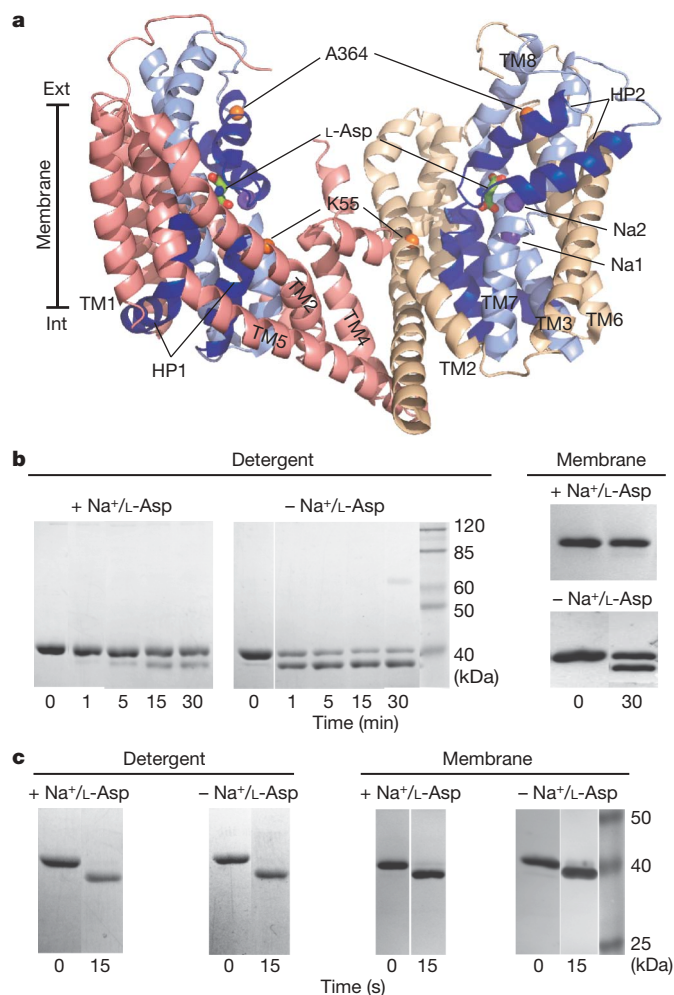 a
A364
TM8
HP2
Ext
L-Asp
Membrane
K55
Na2
Na1
Int
TM1
TM2
TM7
TM5
TM4
TM3
TM6
HP1
TM2
b
Detergent
Membrane
+ Na⁺/L-Asp
– Na⁺/L-Asp
+ Na⁺/L-Asp
120
85
60
50
– Na⁺/L-Asp
40
(kDa)
0 1 5 15 30
0 1 5 15 30
0 30
Time (min)
c
Detergent
Membrane
+ Na⁺/L-Asp
– Na⁺/L-Asp
+ Na⁺/L-Asp
– Na⁺/L-Asp
50
40
25
0 15
0 15
0 15
0 15
(kDa)
Time (s)